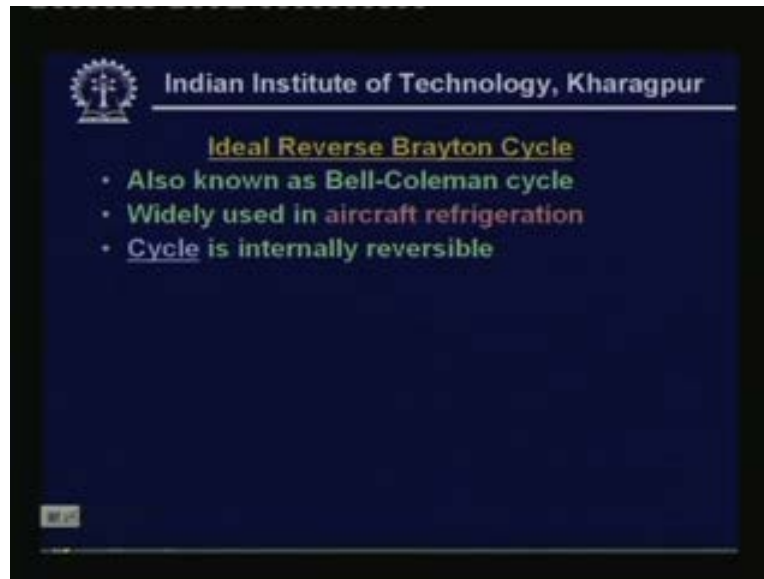 Indian Institute of Technology, Kharagpur
Ideal Reverse Brayton Cycle
• Also known as Bell-Coleman cycle
• Widely used in aircraft refrigeration
• Cycle is internally reversible